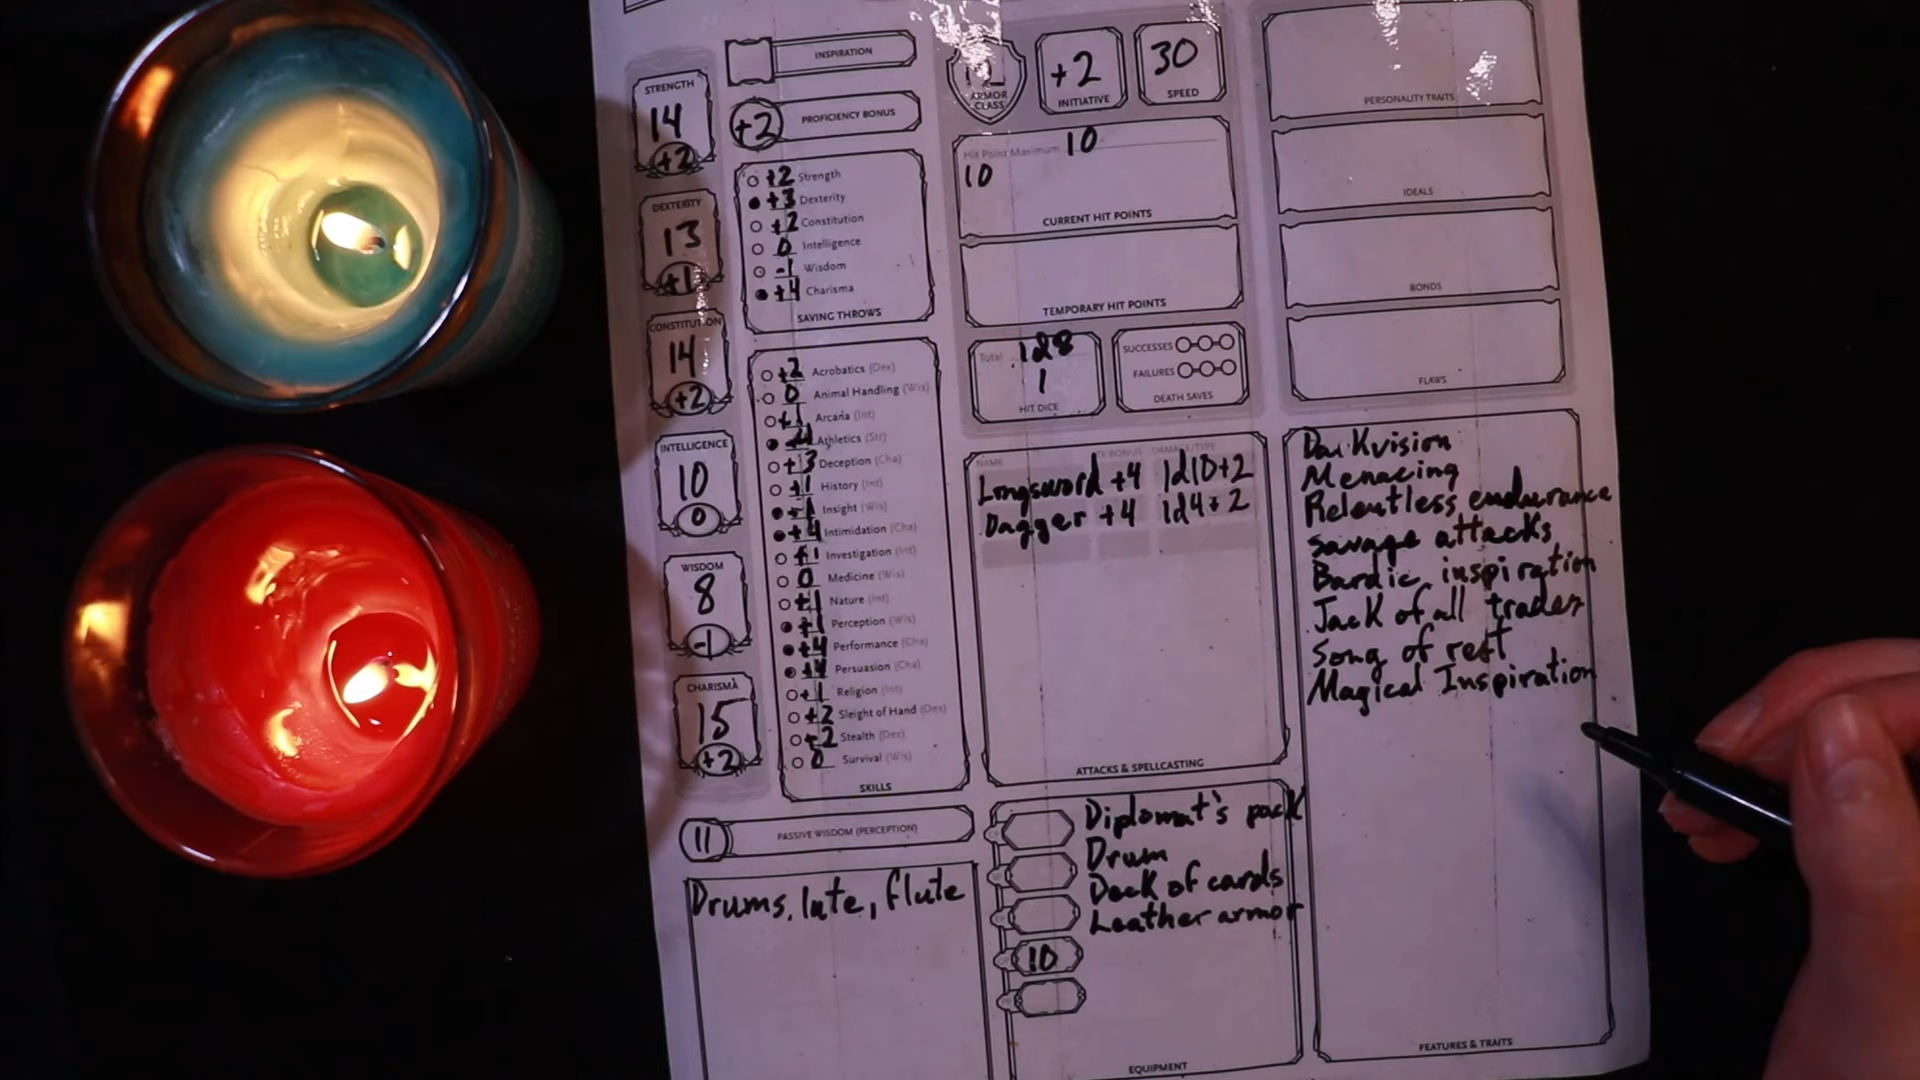 STRENGTH
14
+2
DEXTERITY
13
+1
CONSTITUTION
14
+2
INTELLIGENCE
10
0
WISDOM
8
-1
CHARISMA
15
+2
INSPIRATION
+2 PROFICIENCY BONUS
+2 Strength
+3 Dexterity
+2 Constitution
0 Intelligence
-1 Wisdom
+4 Charisma
SAVING THROWS
+2 Acrobatics (Dex)
0 Animal Handling (Wis)
+1 Arcana (Int)
+4 Athletics (Str)
+3 Deception (Cha)
+1 History (Int)
+1 Insight (Wis)
+4 Intimidation (Cha)
+1 Investigation (Int)
0 Medicine (Wis)
+1 Nature (Int)
+1 Perception (Wis)
+4 Performance (Cha)
+4 Persuasion (Cha)
+1 Religion (Int)
+2 Sleight of Hand (Dex)
+2 Stealth (Dex)
0 Survival (Wis)
SKILLS
11 PASSIVE WISDOM (PERCEPTION)
Drums, lute, flute
12
ARMOR
CLASS
+2
INITIATIVE
30
SPEED
Hit Point Maximum 10
10
CURRENT HIT POINTS
TEMPORARY HIT POINTS
Total 1d8
1
HIT DICE
SUCCESSES
FAILURES
DEATH SAVES
NAME BONUS DAMAGE/TYPE
Longsword +4 1d10+2
Dagger +4 1d4+2
ATTACKS & SPELLCASTING
Diplomat's pack
Drum
Deck of cards
Leather armor
10
EQUIPMENT
PERSONALITY TRAITS
IDEALS
BONDS
FLAWS
Darkvision
Menacing
Relentless endurance
savage attacks
Bardic inspiration
Jack of all trades
Song of rest
Magical Inspiration
FEATURES & TRAITS